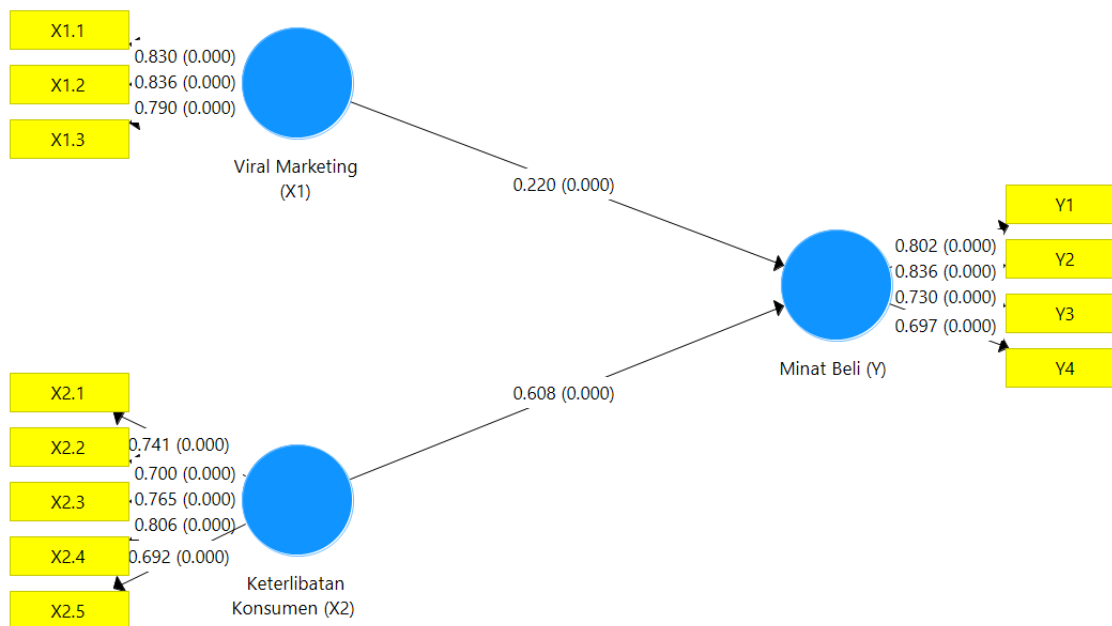 X1.1
X1.2
X1.3
0.830 (0.000)
0.836 (0.000)
0.790 (0.000)
Viral Marketing
(X1)
0.220 (0.000)
X2.1
X2.2
X2.3
X2.4
X2.5
0.741 (0.000)
0.700 (0.000)
0.765 (0.000)
0.806 (0.000)
0.692 (0.000)
Keterlibatan
Konsumen (X2)
0.608 (0.000)
Minat Beli (Y)
0.802 (0.000)
0.836 (0.000)
0.730 (0.000)
0.697 (0.000)
Y1
Y2
Y3
Y4